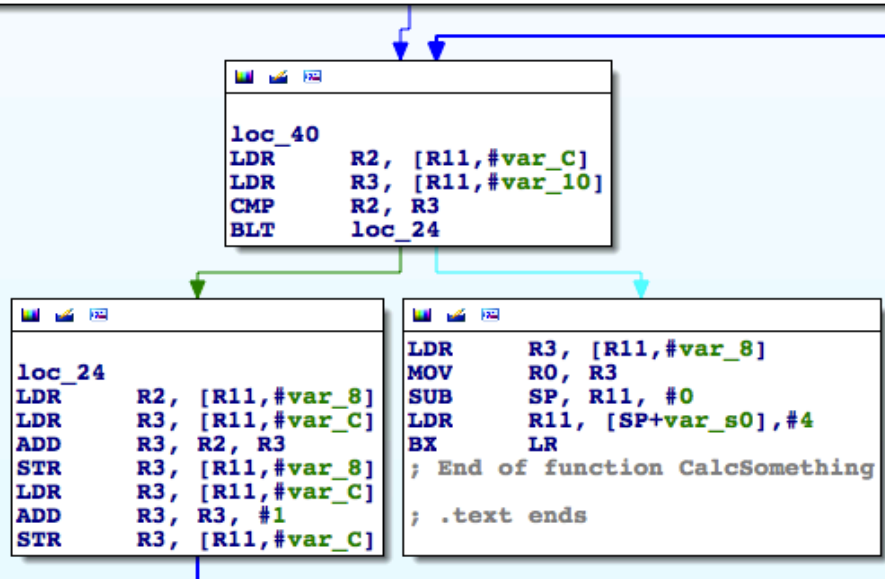 loc_40
LDR R2, [R11,#var_C]
LDR R3, [R11,#var_10]
CMP R2, R3
BLT loc_24
loc_24
LDR R2, [R11,#var_8]
LDR R3, [R11,#var_C]
ADD R3, R2, R3
STR R3, [R11,#var_8]
LDR R3, [R11,#var_C]
ADD R3, R3, #1
STR R3, [R11,#var_C]
LDR R3, [R11,#var_8]
MOV R0, R3
SUB SP, R11, #0
LDR R11, [SP+var_s0],#4
BX LR
; End of function CalcSomething
; .text ends